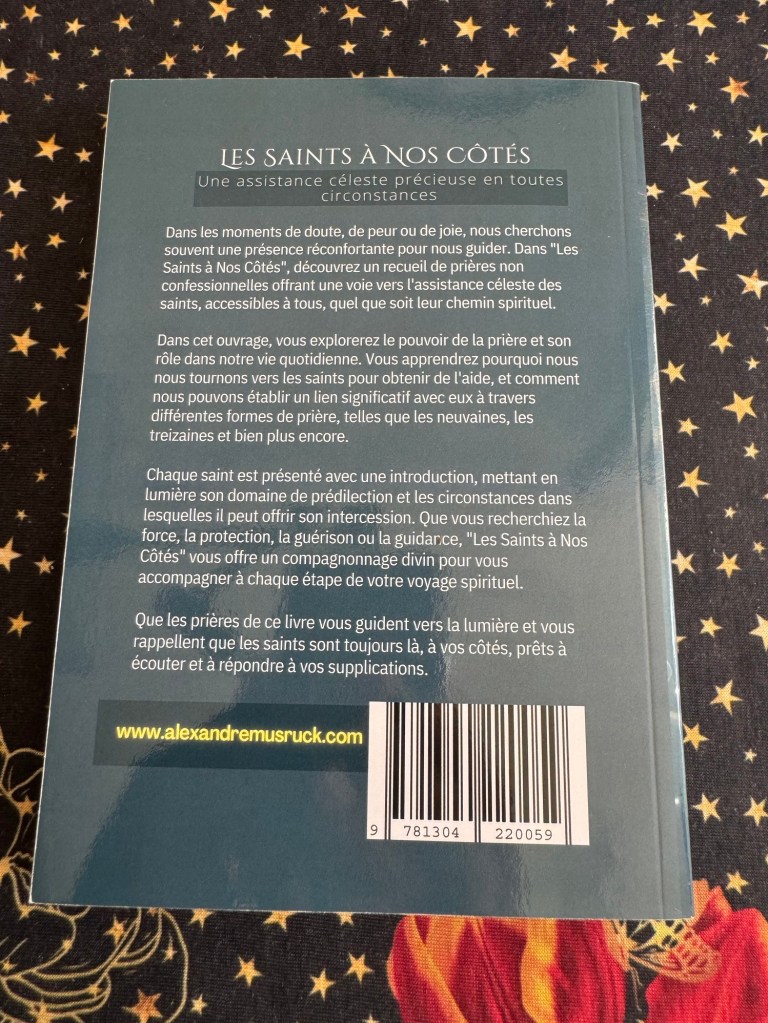 Les Saints à Nos Côtés
Une assistance céleste précieuse en toutes
circonstances
Dans les moments de doute, de peur ou de joie, nous cherchons
souvent une présence réconfortante pour nous guider. Dans "Les
Saints à Nos Côtés", découvrez un recueil de prières non
confessionnelles offrant une voie vers l'assistance céleste des
saints, accessibles à tous, quel que soit leur chemin spirituel.
Dans cet ouvrage, vous explorerez le pouvoir de la prière et son
rôle dans notre vie quotidienne. Vous apprendrez pourquoi nous
nous tournons vers les saints pour obtenir de l'aide, et comment
nous pouvons établir un lien significatif avec eux à travers
différentes formes de prière, telles que les neuvaines, les
treizaines et bien plus encore.
Chaque saint est présenté avec une introduction, mettant en
lumière son domaine de prédilection et les circonstances dans
lesquelles il peut offrir son intercession. Que vous recherchiez la
force, la protection, la guérison ou la guidance, "Les Saints à Nos
Côtés" vous offre un compagnonnage divin pour vous
accompagner à chaque étape de votre voyage spirituel.
Que les prières de ce livre vous guident vers la lumière et vous
rappellent que les saints sont toujours là, à vos côtés, prêts à
écouter et à répondre à vos supplications.
www.alexandremusruck.com
9 781304 220059